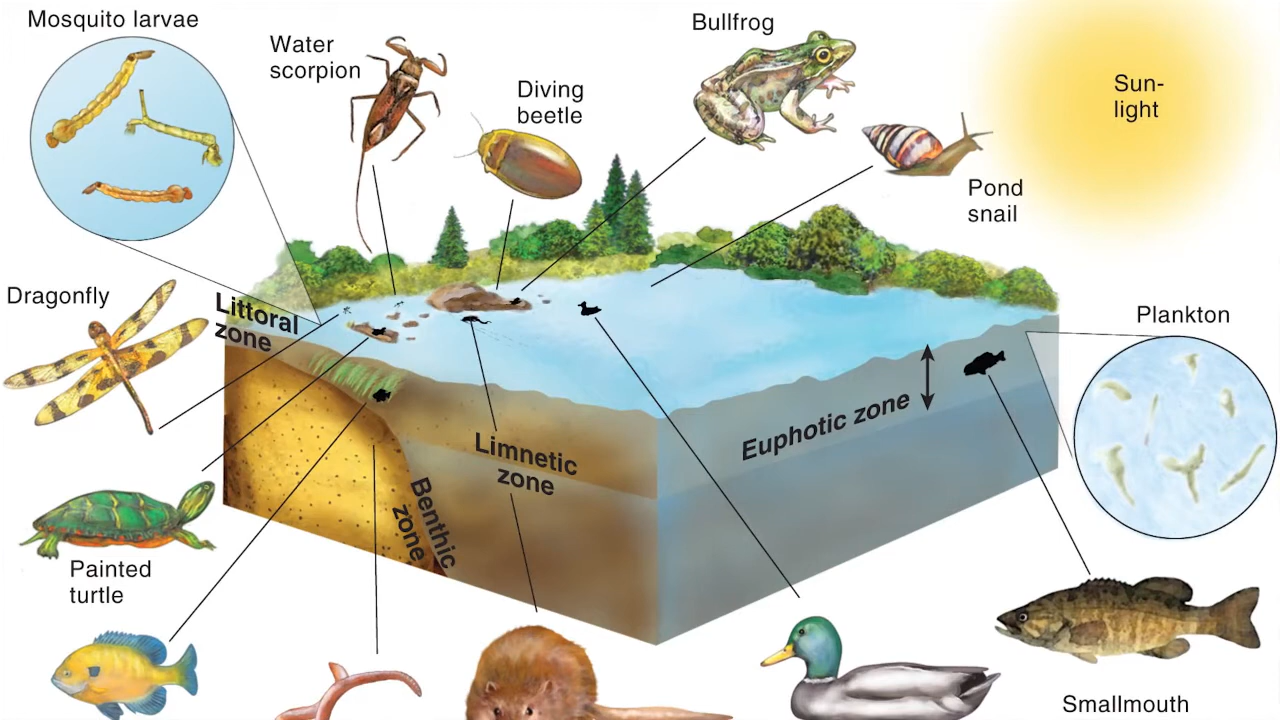 Mosquito larvae
Water
scorpion
Diving
beetle
Bullfrog
Sun-
light
Pond
snail
Dragonfly
Littoral
zone
Plankton
Euphotic zone
Limnetic
zone
Benthic
zone
Painted
turtle
Smallmouth